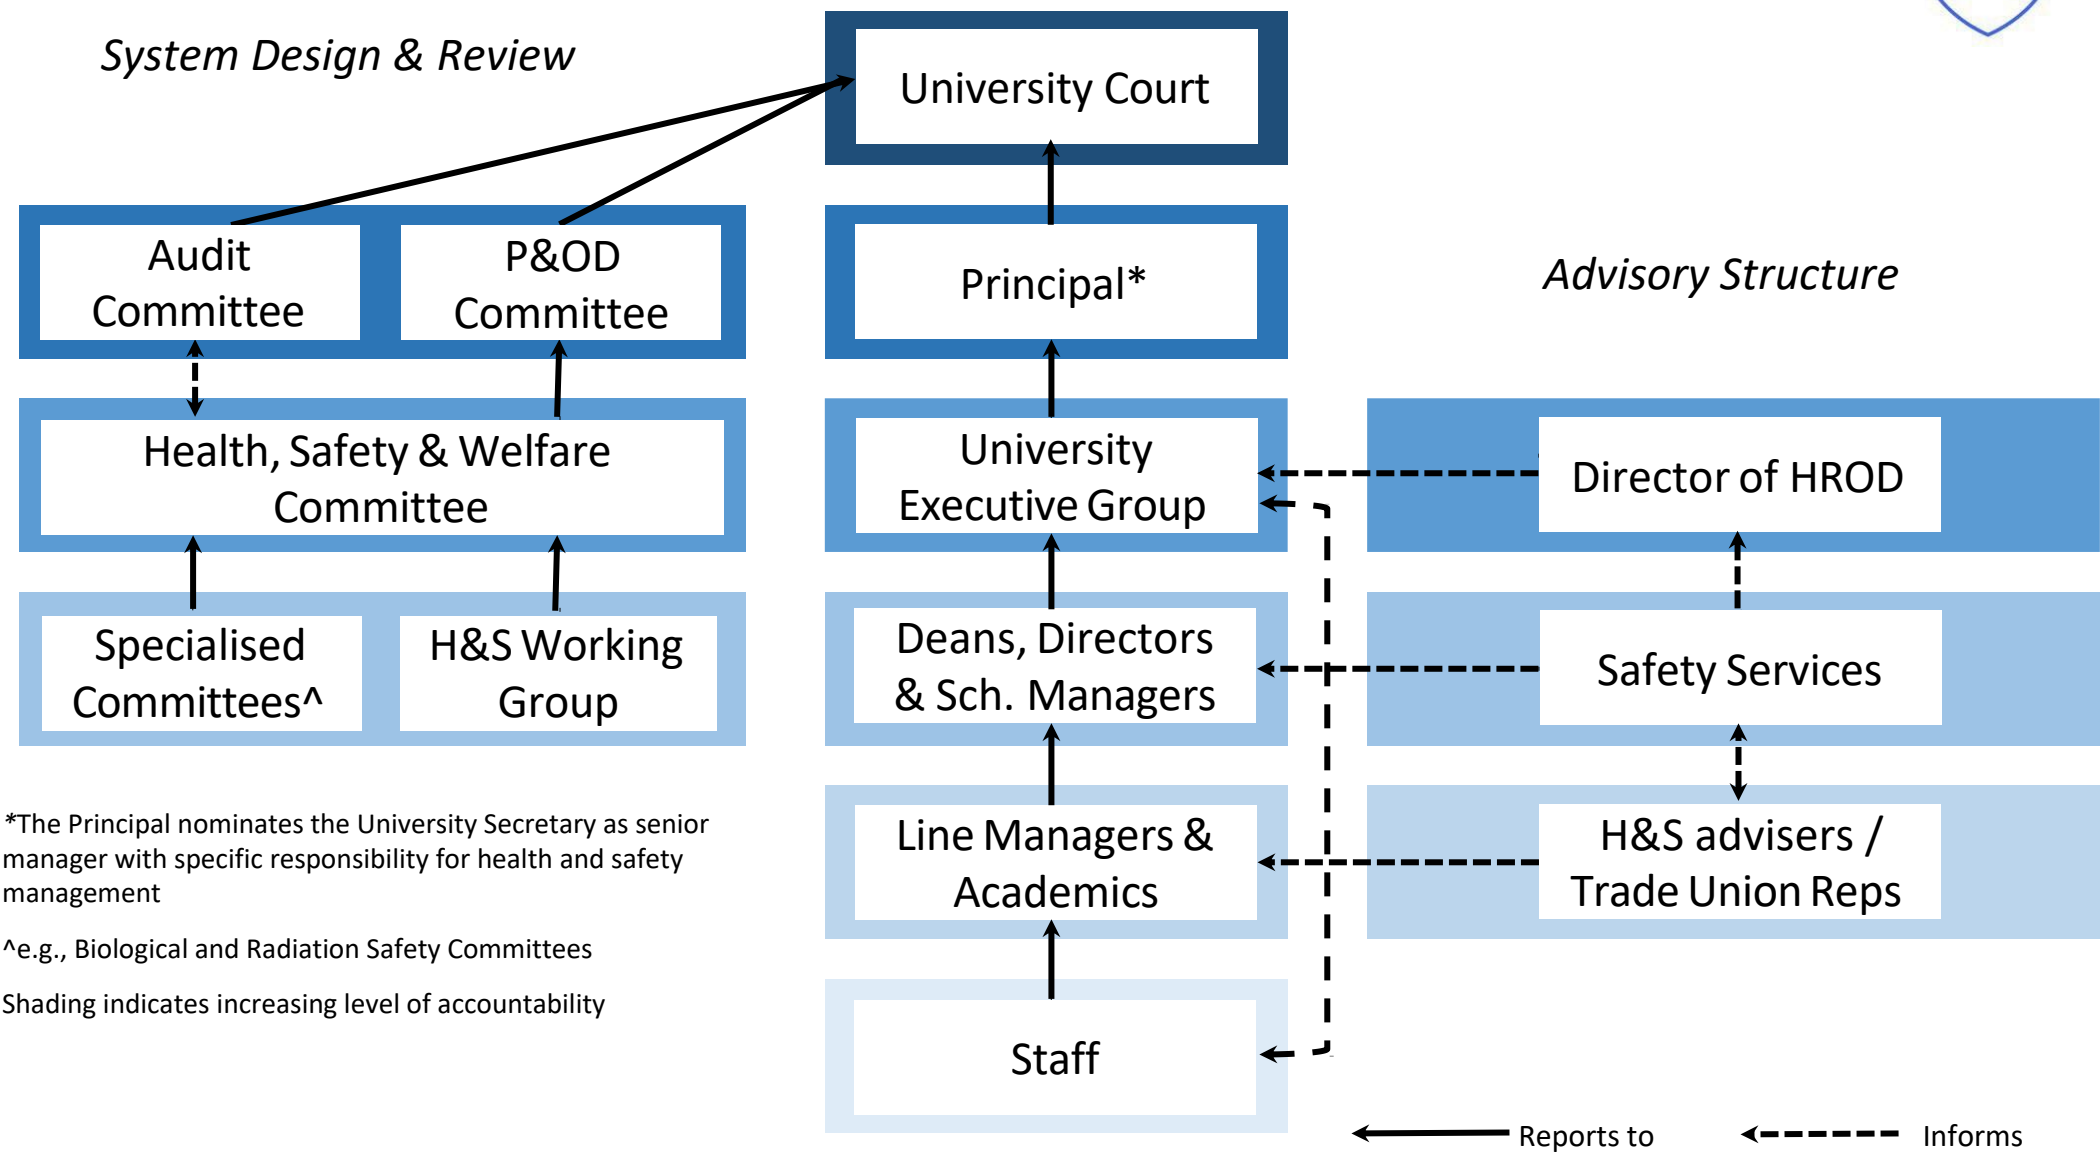 System Design & Review
University Court
Audit
Committee
P&OD
Committee
Principal*
Advisory Structure
Health, Safety & Welfare
Committee
University
Executive Group
Director of HROD
Specialised
Committees^
H&S Working
Group
Deans, Directors
& Sch. Managers
Safety Services
*The Principal nominates the University Secretary as senior
manager with specific responsibility for health and safety
management
^e.g., Biological and Radiation Safety Committees
Shading indicates increasing level of accountability
Line Managers &
Academics
H&S advisers /
Trade Union Reps
Staff
Reports to
Informs